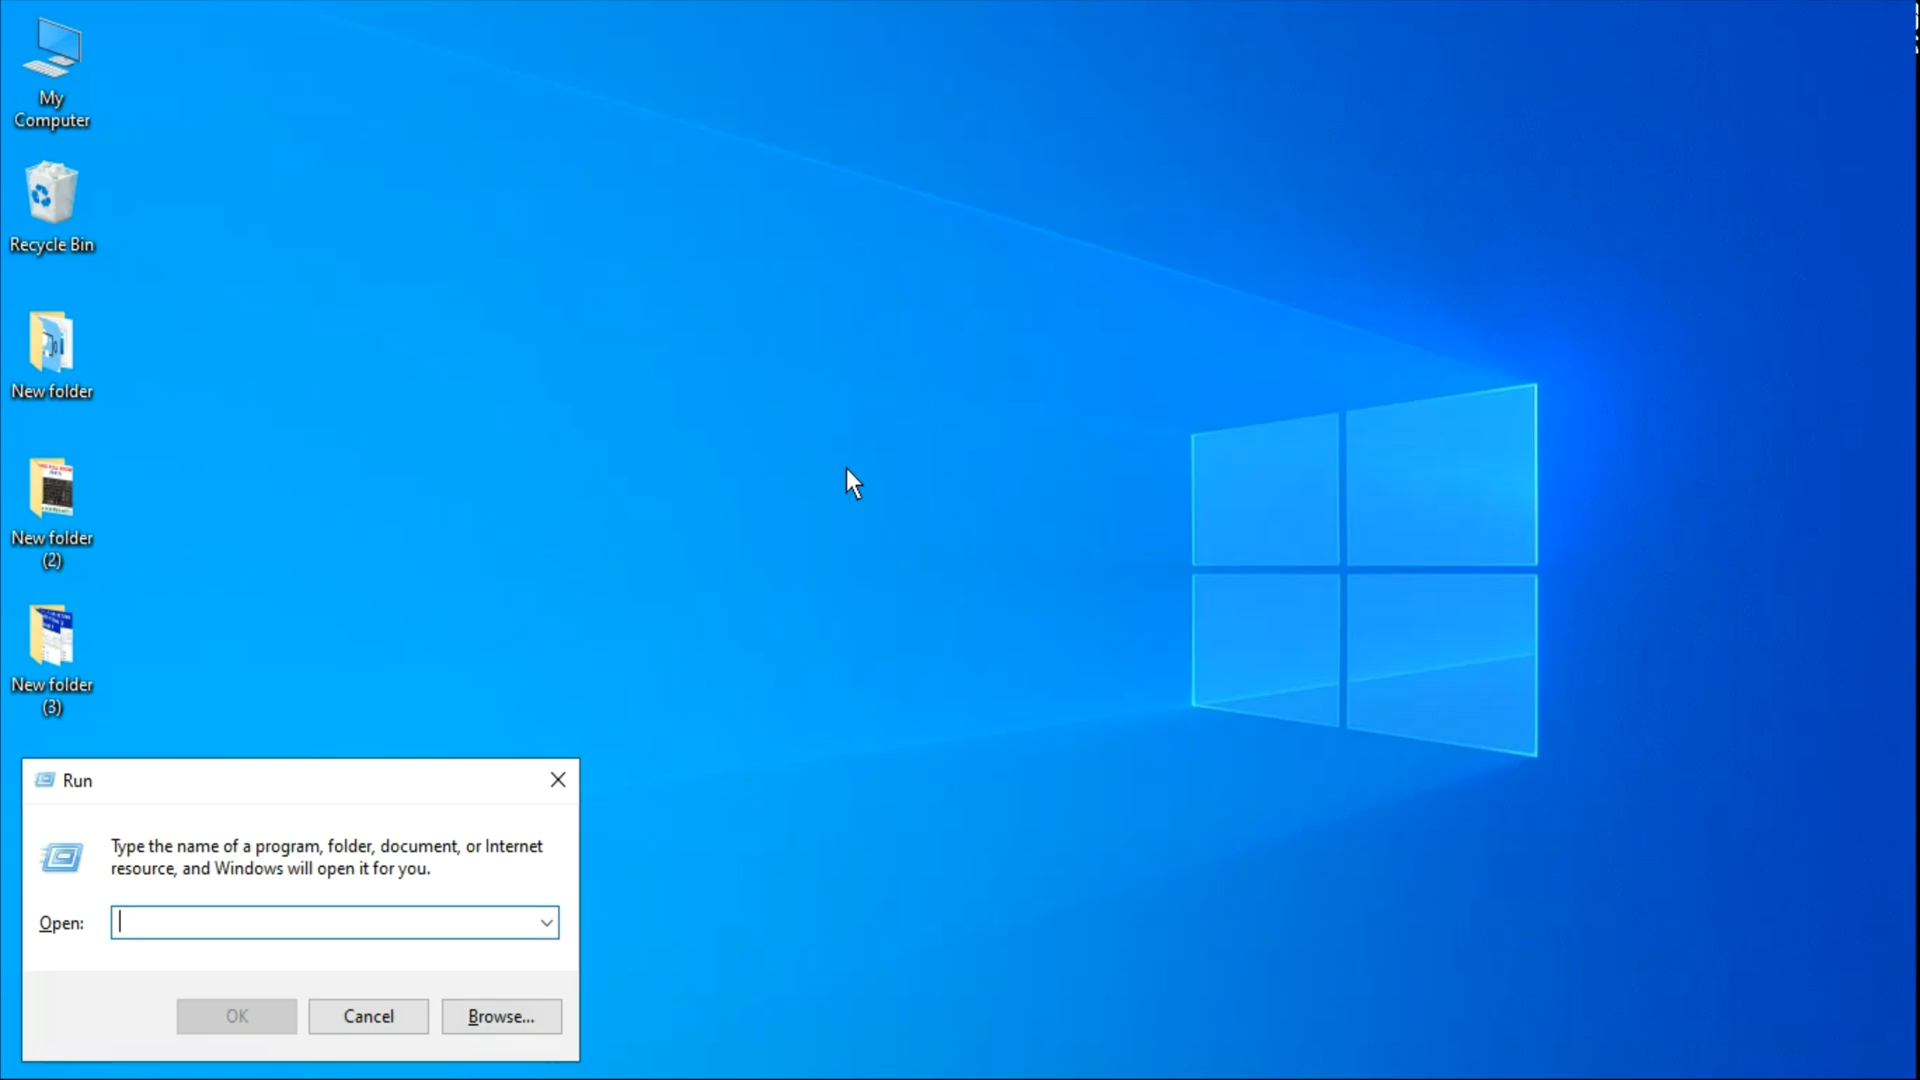 My
Computer
Recycle Bin
New folder
New folder
(2)
New folder
(3)
Run
Type the name of a program, folder, document, or Internet
resource, and Windows will open it for you.
Open:
OK
Cancel
Browse...